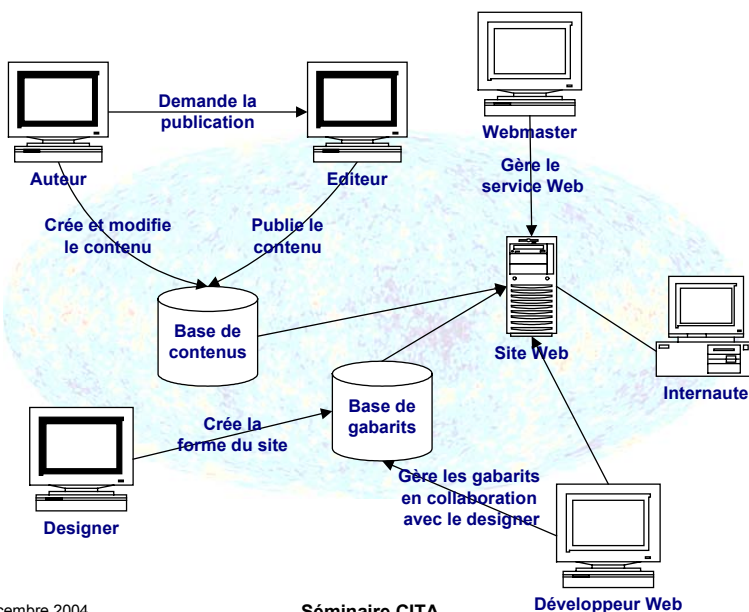 Demande la
publication
Webmaster
Auteur
Editeur
Gère le
service Web
Crée et modifie
le contenu
Publie le
contenu
Base de
contenus
Site Web
Internaute
Base de
gabarits
Crée la
forme du site
Gère les gabarits
en collaboration
avec le designer
Designer
Développeur Web
cembre 2004
Séminaire CITA